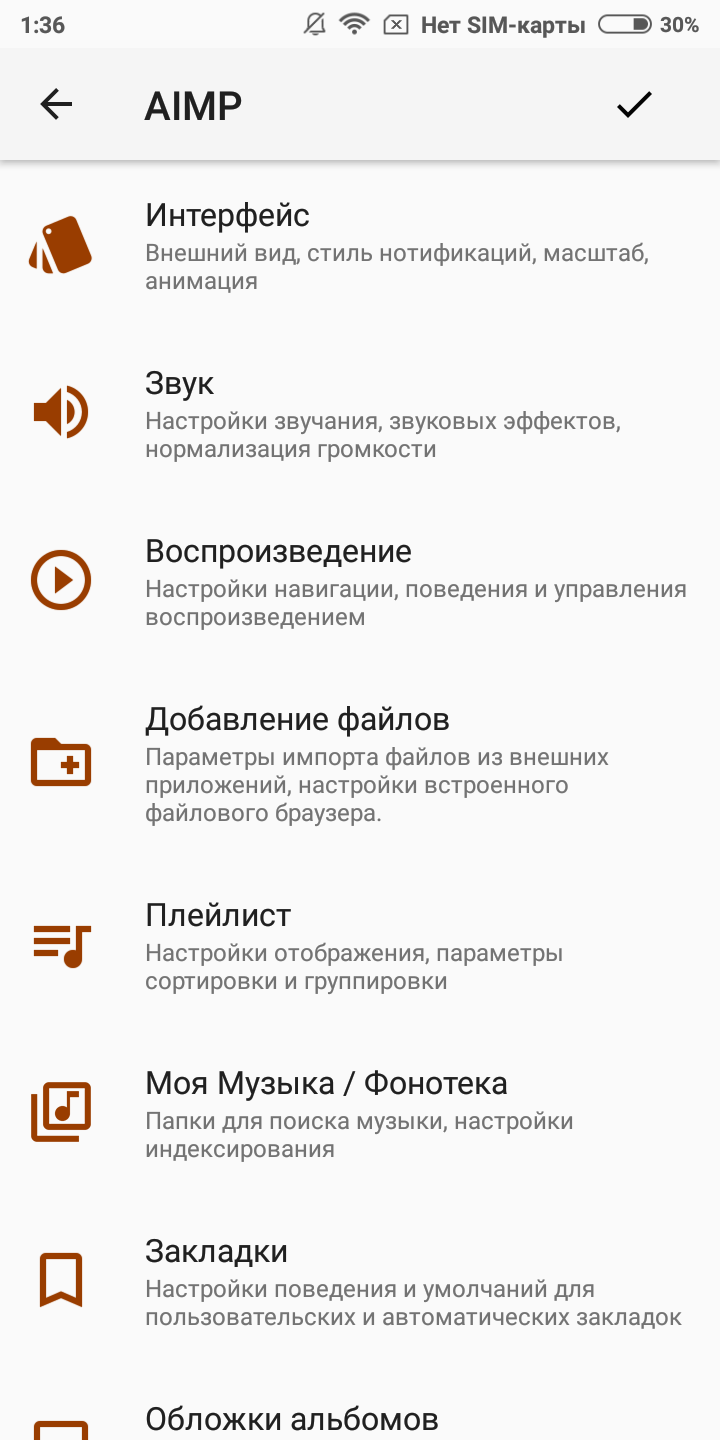 1:36 Нет SIM-карты 30%
AIMP
Интерфейс
Внешний вид, стиль нотификаций, масштаб,
анимация
Звук
Настройки звучания, звуковых эффектов,
нормализация громкости
Воспроизведение
Настройки навигации, поведения и управления
воспроизведением
Добавление файлов
Параметры импорта файлов из внешних
приложений, настройки встроенного
файлового браузера.
Плейлист
Настройки отображения, параметры
сортировки и группировки
Моя Музыка / Фонотека
Папки для поиска музыки, настройки
индексирования
Закладки
Настройки поведения и умолчаний для
пользовательских и автоматических закладок
Обложки альбомов